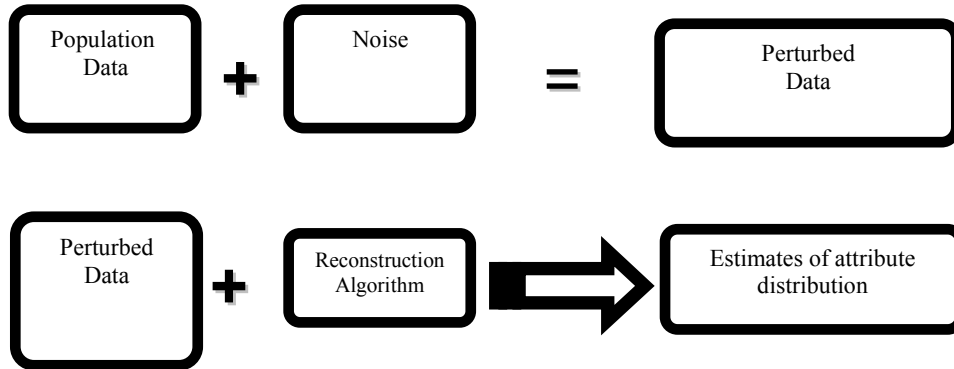 Population
Data
+
Noise
=
Perturbed
Data
Perturbed
Data
+
Reconstruction
Algorithm
Estimates of attribute
distribution